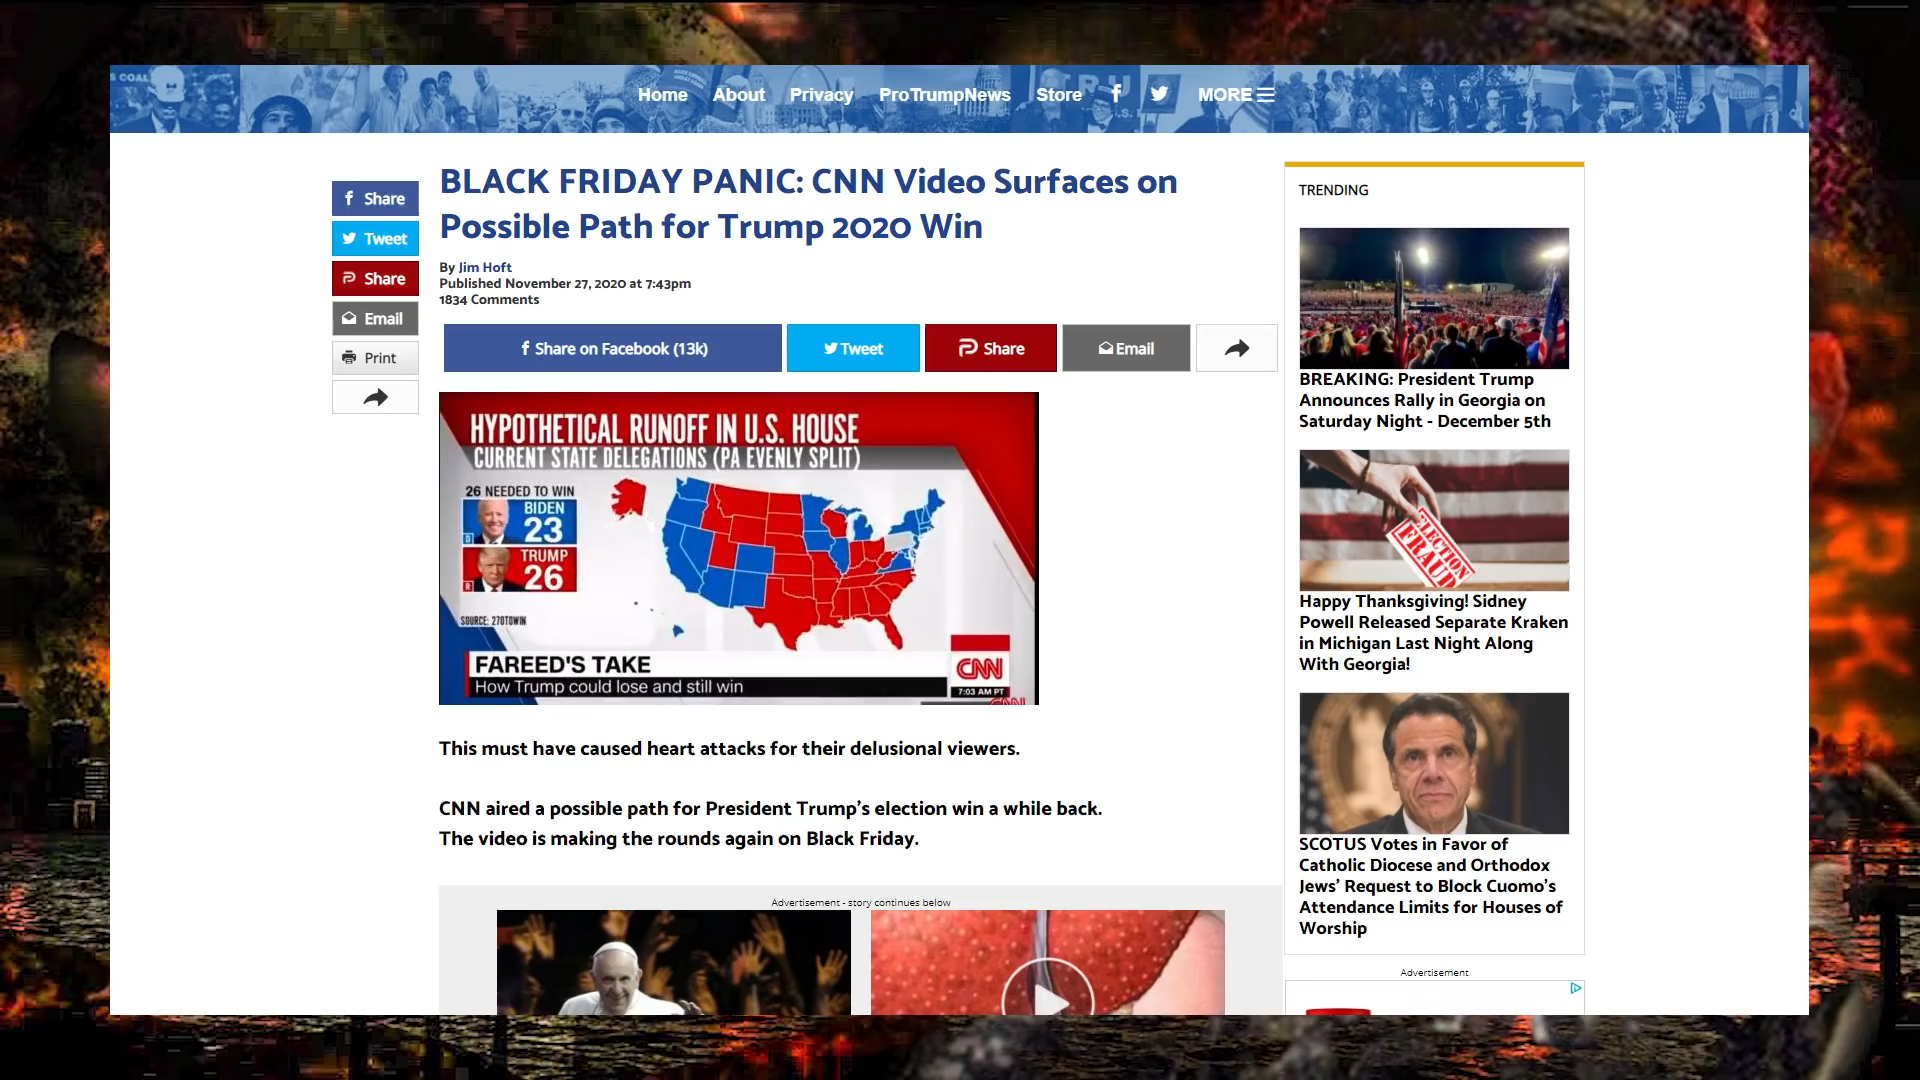 Home About Privacy ProTrumpNews Store MORE
Share
Tweet
Share
Email
Print
BLACK FRIDAY PANIC: CNN Video Surfaces on
Possible Path for Trump 2020 Win
By Jim Hoft
Published November 27, 2020 at 7:43pm
1834 Comments
Share on Facebook (13k) Tweet Share Email
HYPOTHETICAL RUNOFF IN U.S. HOUSE
CURRENT STATE DELEGATIONS (PA EVENLY SPLIT)
26 NEEDED TO WIN
BIDEN
23
D
TRUMP
26
R
SOURCE: 270TOWIN
FAREED'S TAKE
How Trump could lose and still win
CNN
7:03 AM PT
CNN
This must have caused heart attacks for their delusional viewers.
CNN aired a possible path for President Trump's election win a while back.
The video is making the rounds again on Black Friday.
Advertisement - story continues below
TRENDING
BREAKING: President Trump
Announces Rally in Georgia on
Saturday Night - December 5th
ELECTION
FRAUD
Happy Thanksgiving! Sidney
Powell Released Separate Kraken
in Michigan Last Night Along
With Georgia!
SCOTUS Votes in Favor of
Catholic Diocese and Orthodox
Jews' Request to Block Cuomo's
Attendance Limits for Houses of
Worship
Advertisement